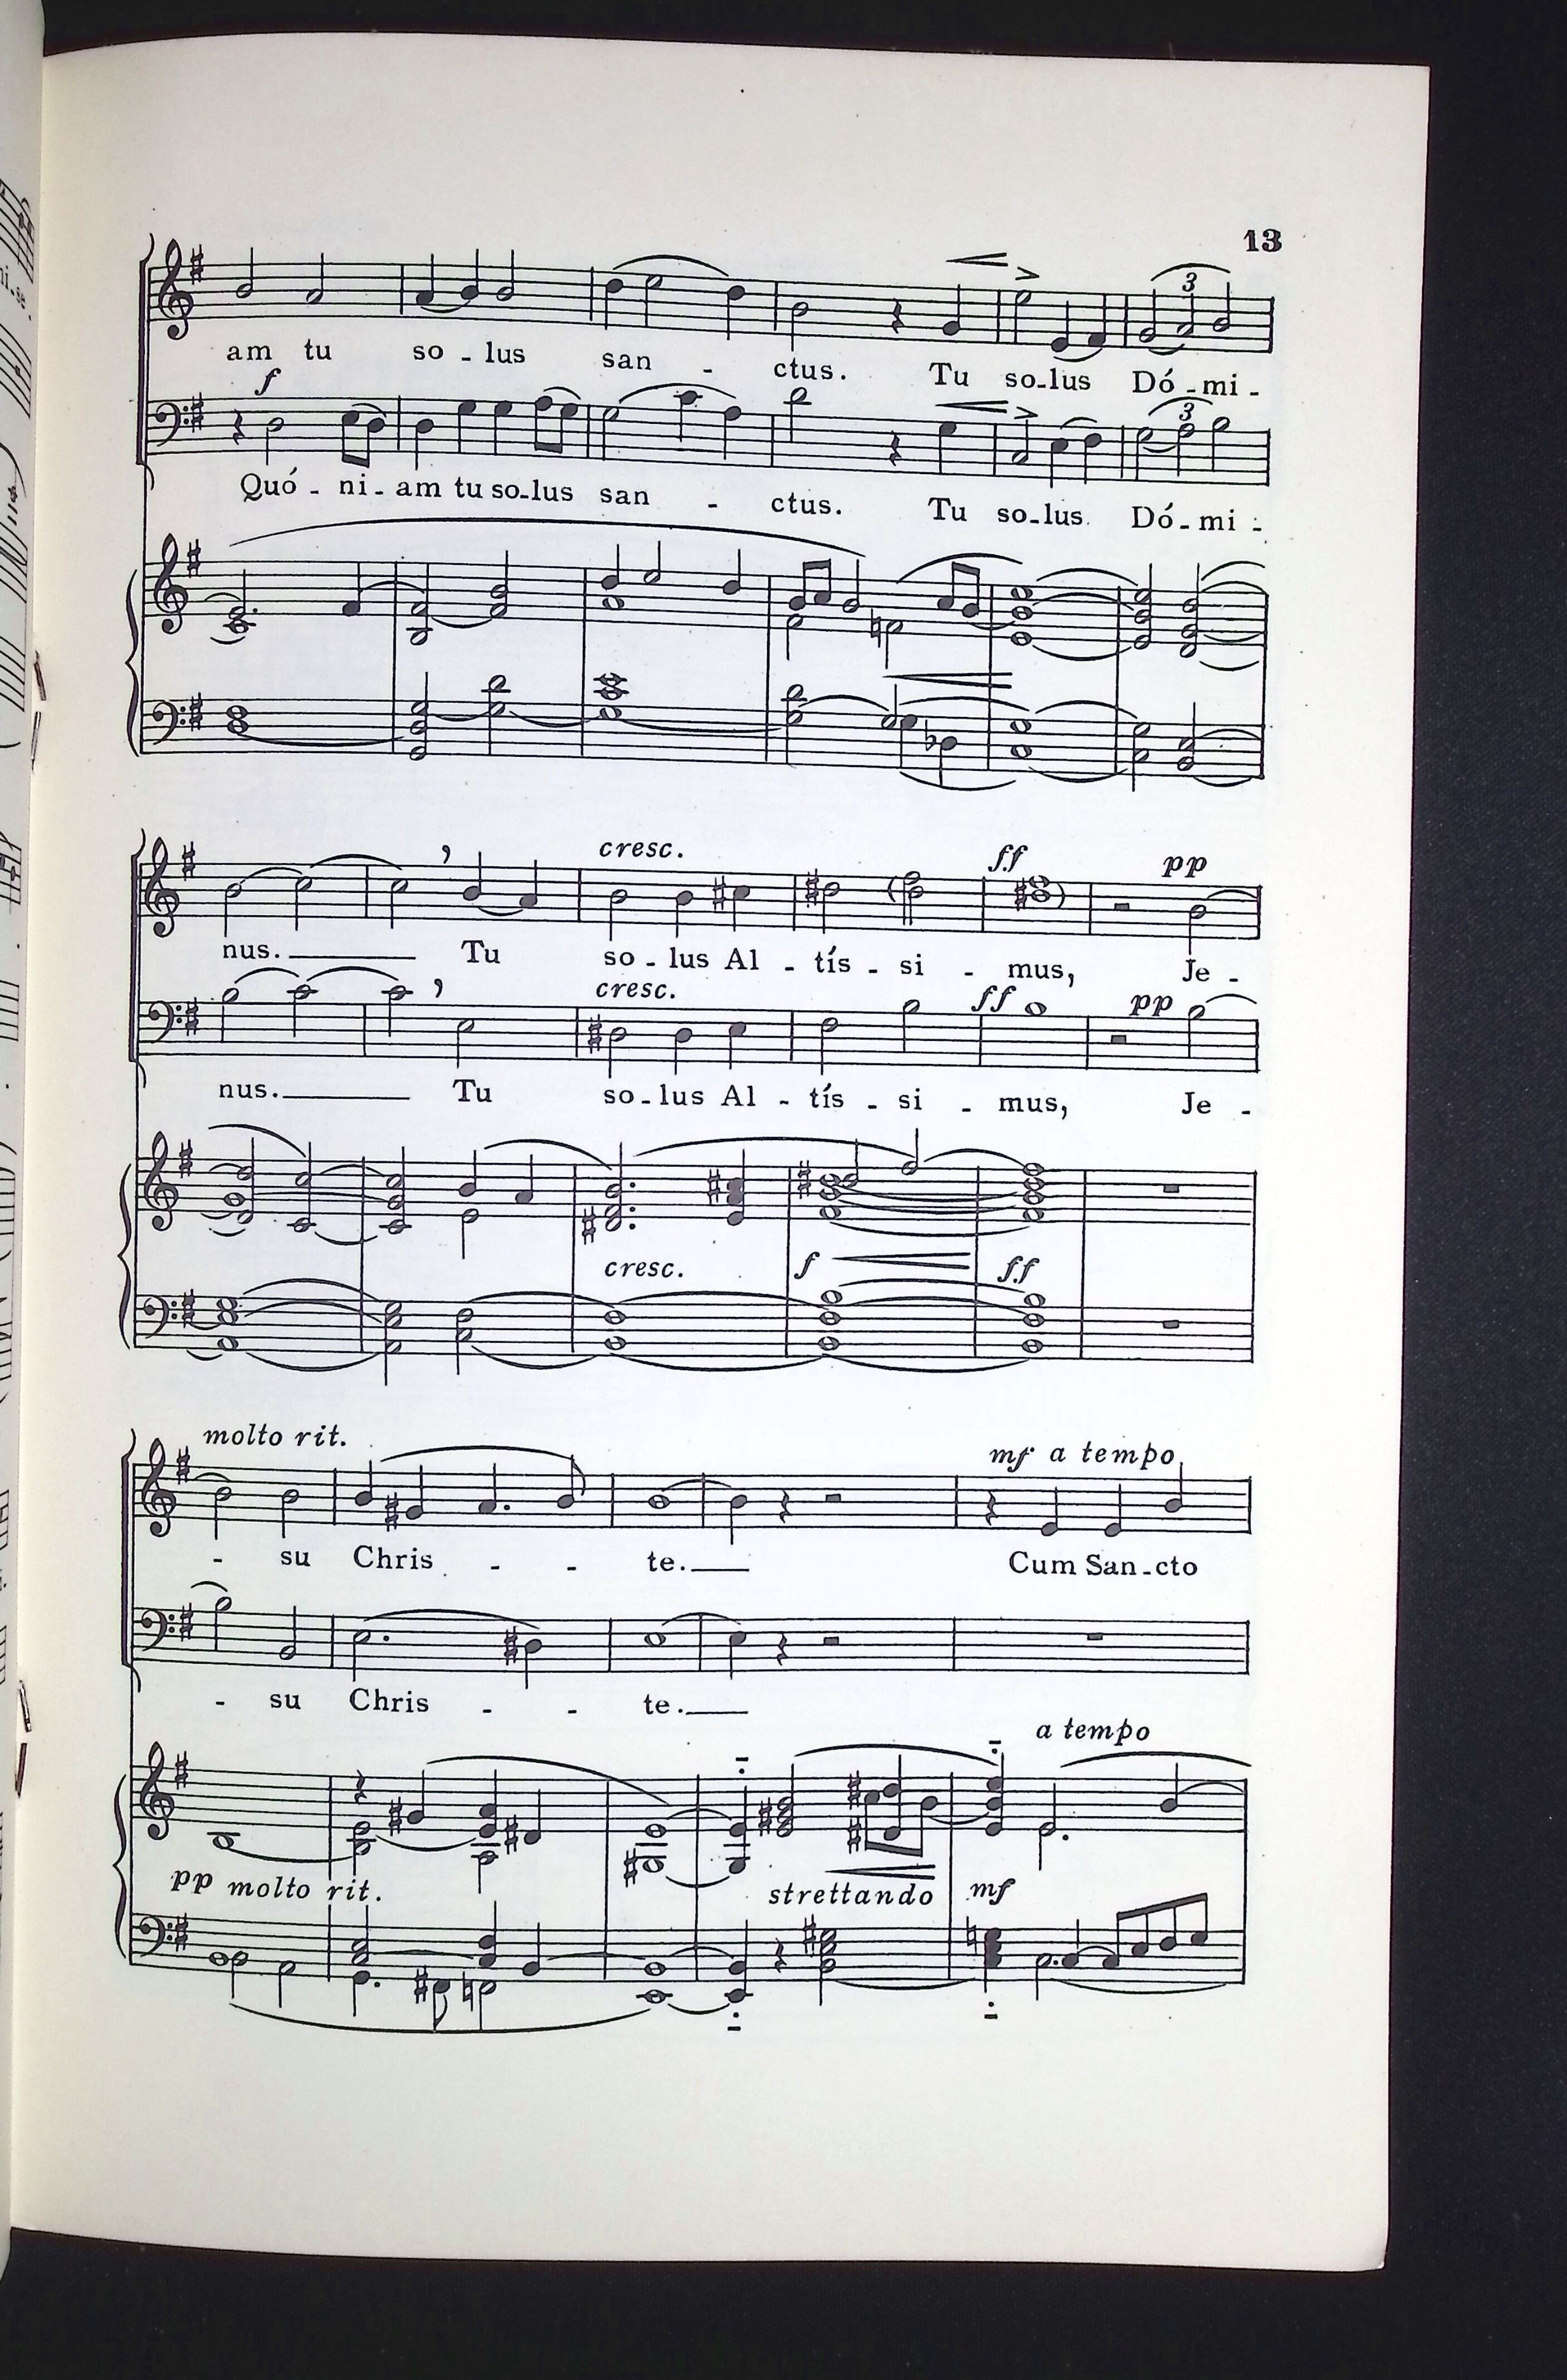 13
am tu so - lus san - ctus. Tu so-lus Dó - mi -
3
f
3
Quó - ni - am tu so-lus san - ctus. Tu so-lus Dó - mi -
cresc. ff pp
nus. Tu so - lus Al - tís - si - mus, Je -
cresc. ff pp
nus. Tu so-lus Al - tís - si - mus, Je -
cresc. f ff
molto rit. mf a tempo
- su Chris - - te. Cum San-cto
- su Chris - - te.
a tempo
pp molto rit. strettando mf